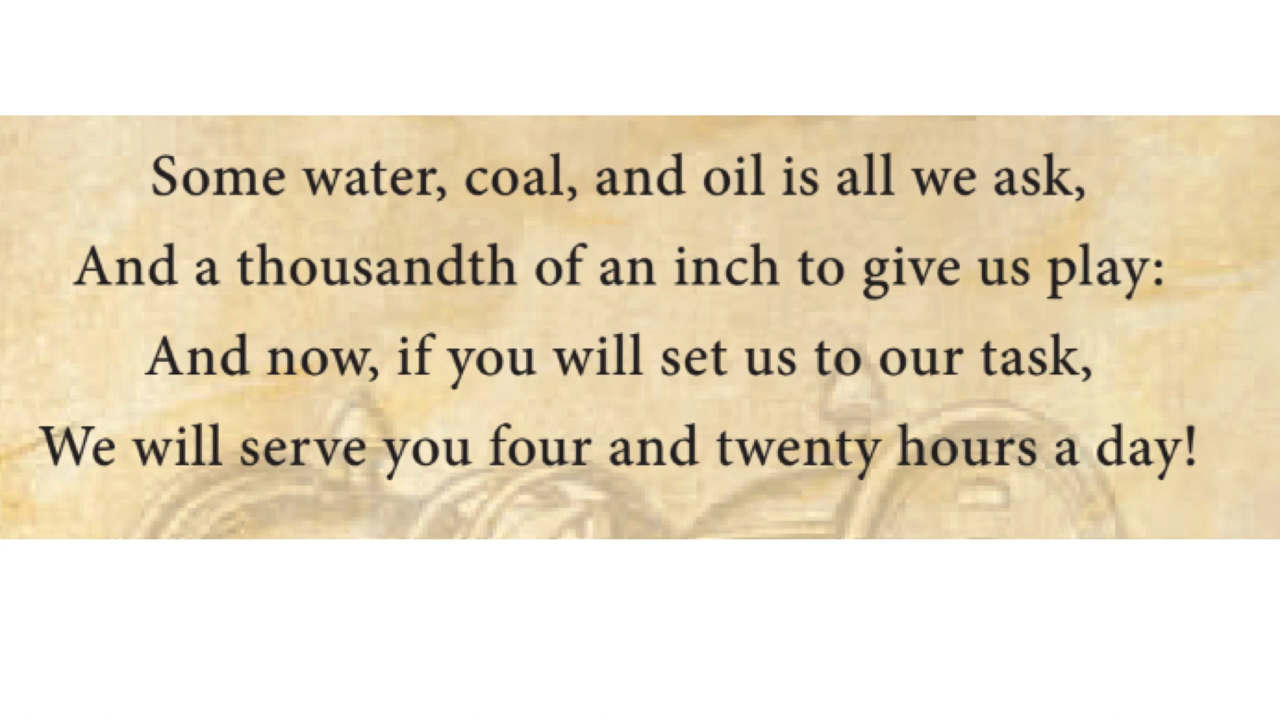 Some water, coal, and oil is all we ask,
And a thousandth of an inch to give us play:
And now, if you will set us to our task,
We will serve you four and twenty hours a day!